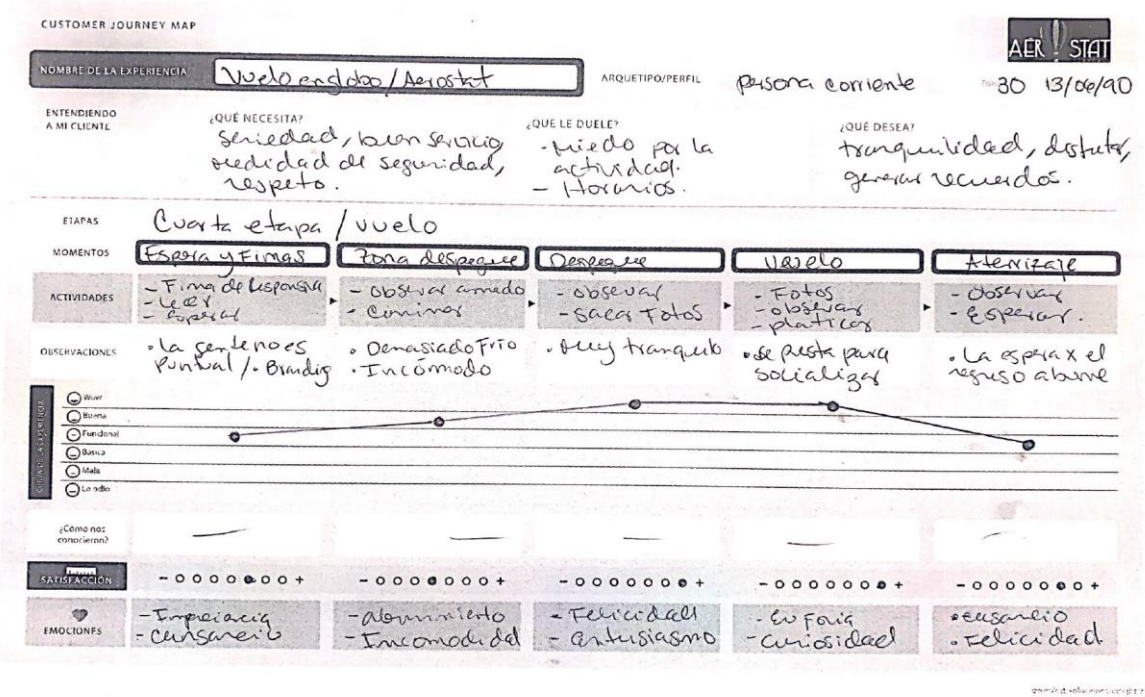 CUSTOMER JOURNEY MAP
AER STAT
NOMBRE DE LA EXPERIENCIA
Vuelo en globo / Aerostat
ARQUETIPO/PERFIL
persona corriente
30 13/06/90
ENTENDIENDO A MI CLIENTE
¿QUÉ NECESITA?
seriedad, buen servicio,
medidad de seguridad,
respeto.
¿QUE LE DUELE?
- Miedo por la
actividad.
- Horarios.
¿QUÉ DESEA?
tranquilidad, disfrutar,
generar recuerdos.
ETAPAS
Cuarta etapa / vuelo
MOMENTOS
Espera y Firmas
Zona despegue
Despegue
Vuelo
Aterrizaje
ACTIVIDADES
- Firma de
- Leer
- Esperar
- Observar armado
- Caminar
- observar
- Sacar Fotos
- Fotos
- observar
- platicar
- Observar
- Esperar.
OBSERVACIONES
• La gente no es
Puntual / • Branding
• Demasiado Frio
• Incómodo
• Muy tranquilo
• Se presta para
socializar
• La espera x el
regreso aburre
Wow
Buena
Funcional
Básica
Mala
Lo odio
¿Cómo nos
conocieron?
SATISFACCIÓN
- o o o o o o o +
- o o o o o o o +
- o o o o o o o +
- o o o o o o o +
- o o o o o o o +
EMOCIONES
- Impaciencia
- cansancio
- aburrimiento
- Incomodidad
- Felicidad
- entusiasmo
- Euforia
- curiosidad
• cansancio
• Felicidad